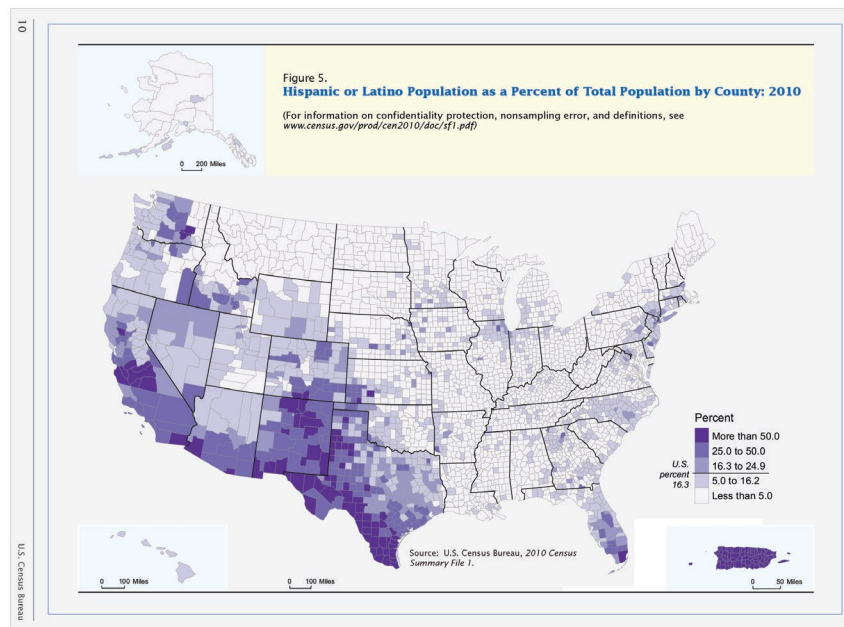 10
Figure 5.
Hispanic or Latino Population as a Percent of Total Population by County: 2010
(For information on confidentiality protection, nonsampling error, and definitions, see
www.census.gov/prod/cen2010/doc/sf1.pdf)
0 200 Miles
Percent
More than 50.0
25.0 to 50.0
16.3 to 24.9
5.0 to 16.2
Less than 5.0
U.S.
percent
16.3
Source: U.S. Census Bureau, 2010 Census
Summary File 1.
0 100 Miles
0 100 Miles
0 50 Miles
U.S. Census Bureau